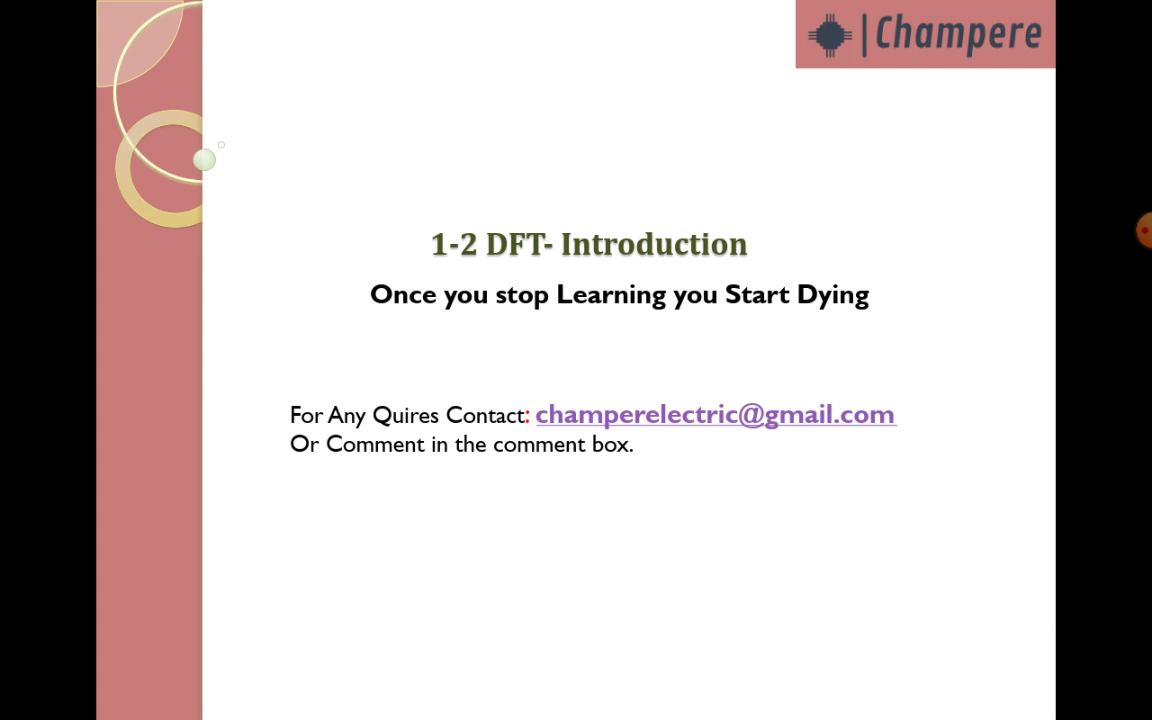 | Champere
1-2 DFT- Introduction
Once you stop Learning you Start Dying
For Any Quires Contact: champerelectric@gmail.com
Or Comment in the comment box.